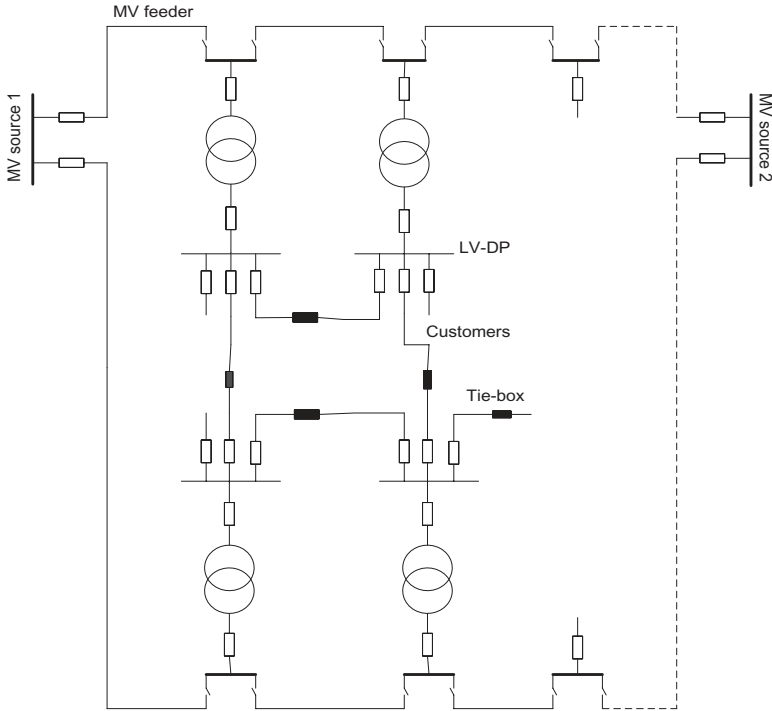 MV feeder
MV source 1
MV source 2
LV-DP
Customers
Tie-box